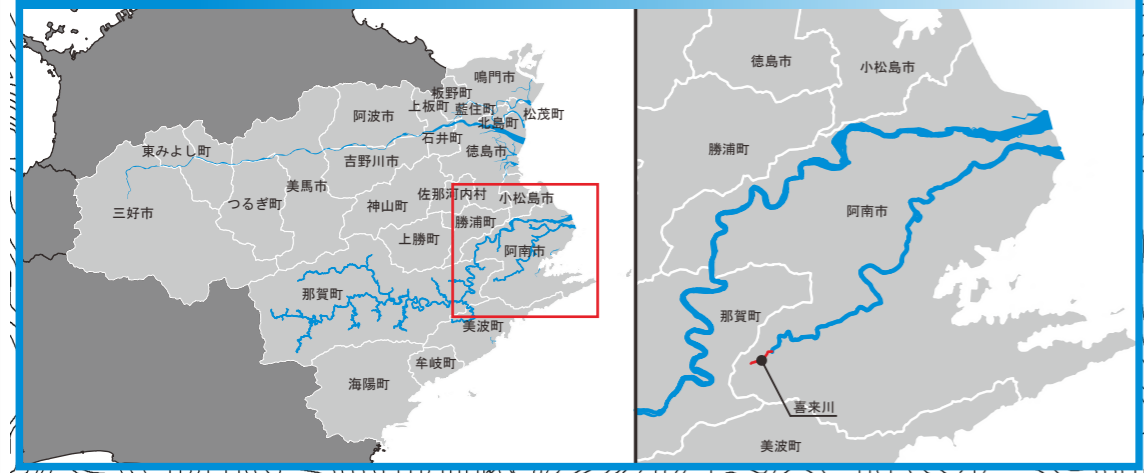 鳴門市
板野町
上板町
藍住町
松茂町
北島町
阿波市
石井町
徳島市
東みよし町
吉野川市
美馬市
佐那河内村
つるぎ町
神山町
小松島市
三好市
勝浦町
上勝町
阿南市
那賀町
美波町
牟岐町
海陽町
徳島市
小松島市
勝浦町
阿南市
那賀町
喜来川
美波町